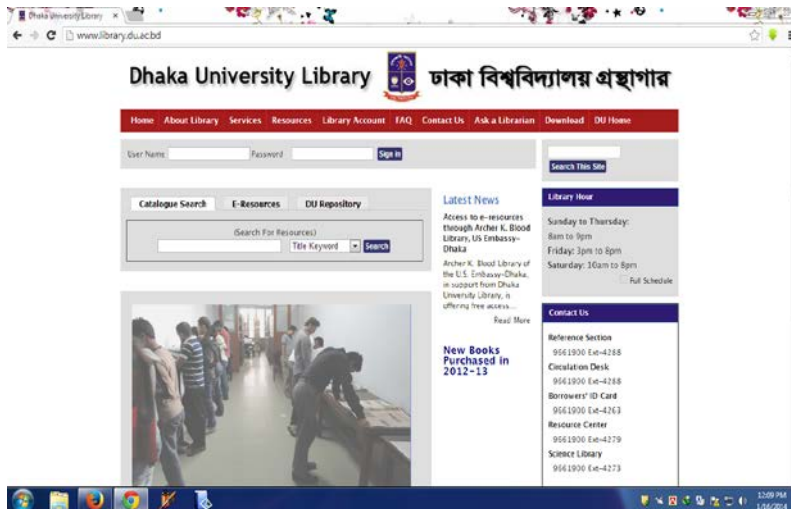 Dhaka University Library
www.library.du.ac.bd
Dhaka University Library ঢাকা বিশ্ববিদ্যালয় গ্রন্থাগার
Home About Library Services Resources Library Account FAQ Contact Us Ask a Librarian Download DU Home
User Name Password Sign in
Search This Site
Catalogue Search E-Resources DU Repository
(Search For Resources)
Title Keyword Search
Latest News
Access to e-resources
through Archer K. Blood
Library, US Embassy-
Dhaka
Archer K. Blood Library of
the U.S. Embassy-Dhaka,
in support from Dhaka
University Library, is
offering free access...
Read More
New Books
Purchased in
2012-13
Library Hour
Sunday to Thursday:
8am to 9pm
Friday: 3pm to 8pm
Saturday: 10am to 8pm
Full Schedule
Contact Us
Reference Section
9661900 Ext-4288
Circulation Desk
9661900 Ext-4288
Borrowers' ID Card
9661900 Ext-4263
Resource Center
9661900 Ext-4279
Science Library
9661900 Ext-4273
12:09 PM
1/16/2014